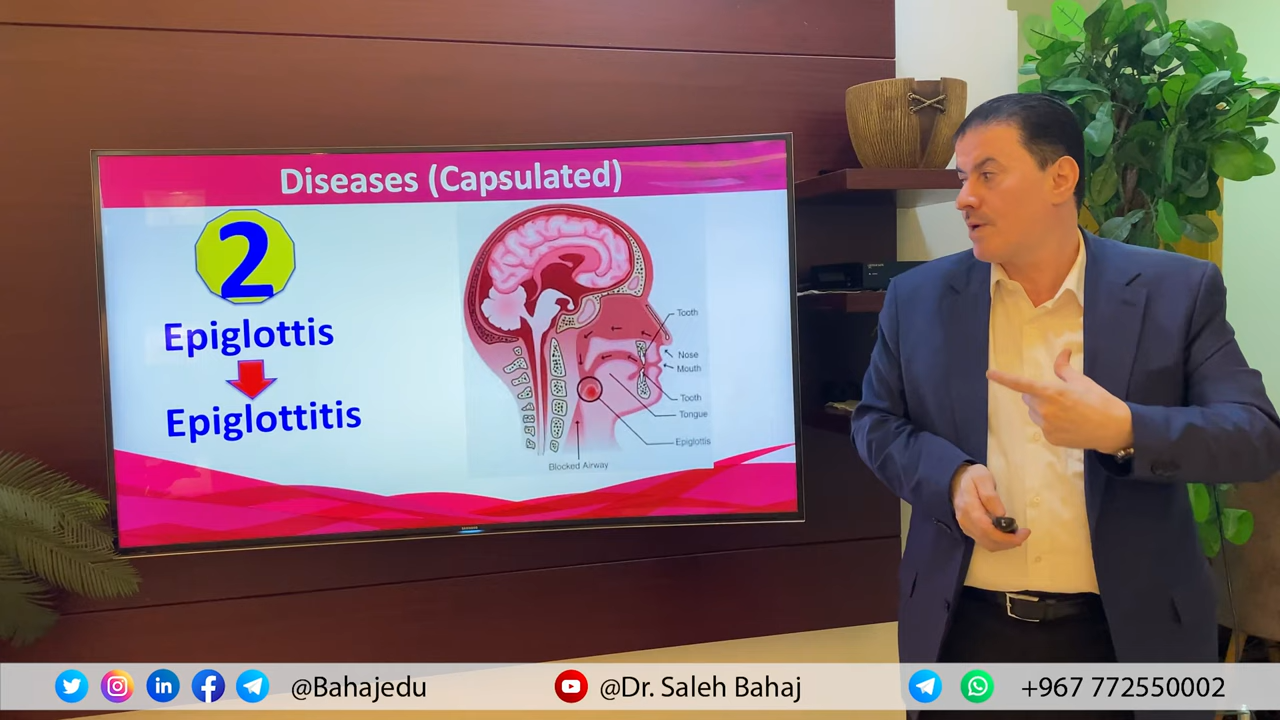 Diseases (Capsulated)
2
Epiglottis
Epiglottitis
Tooth
Nose
Mouth
Tooth
Tongue
Epiglottis
Blocked Airway
@Bahajedu
@Dr. Saleh Bahaj
+967 772550002